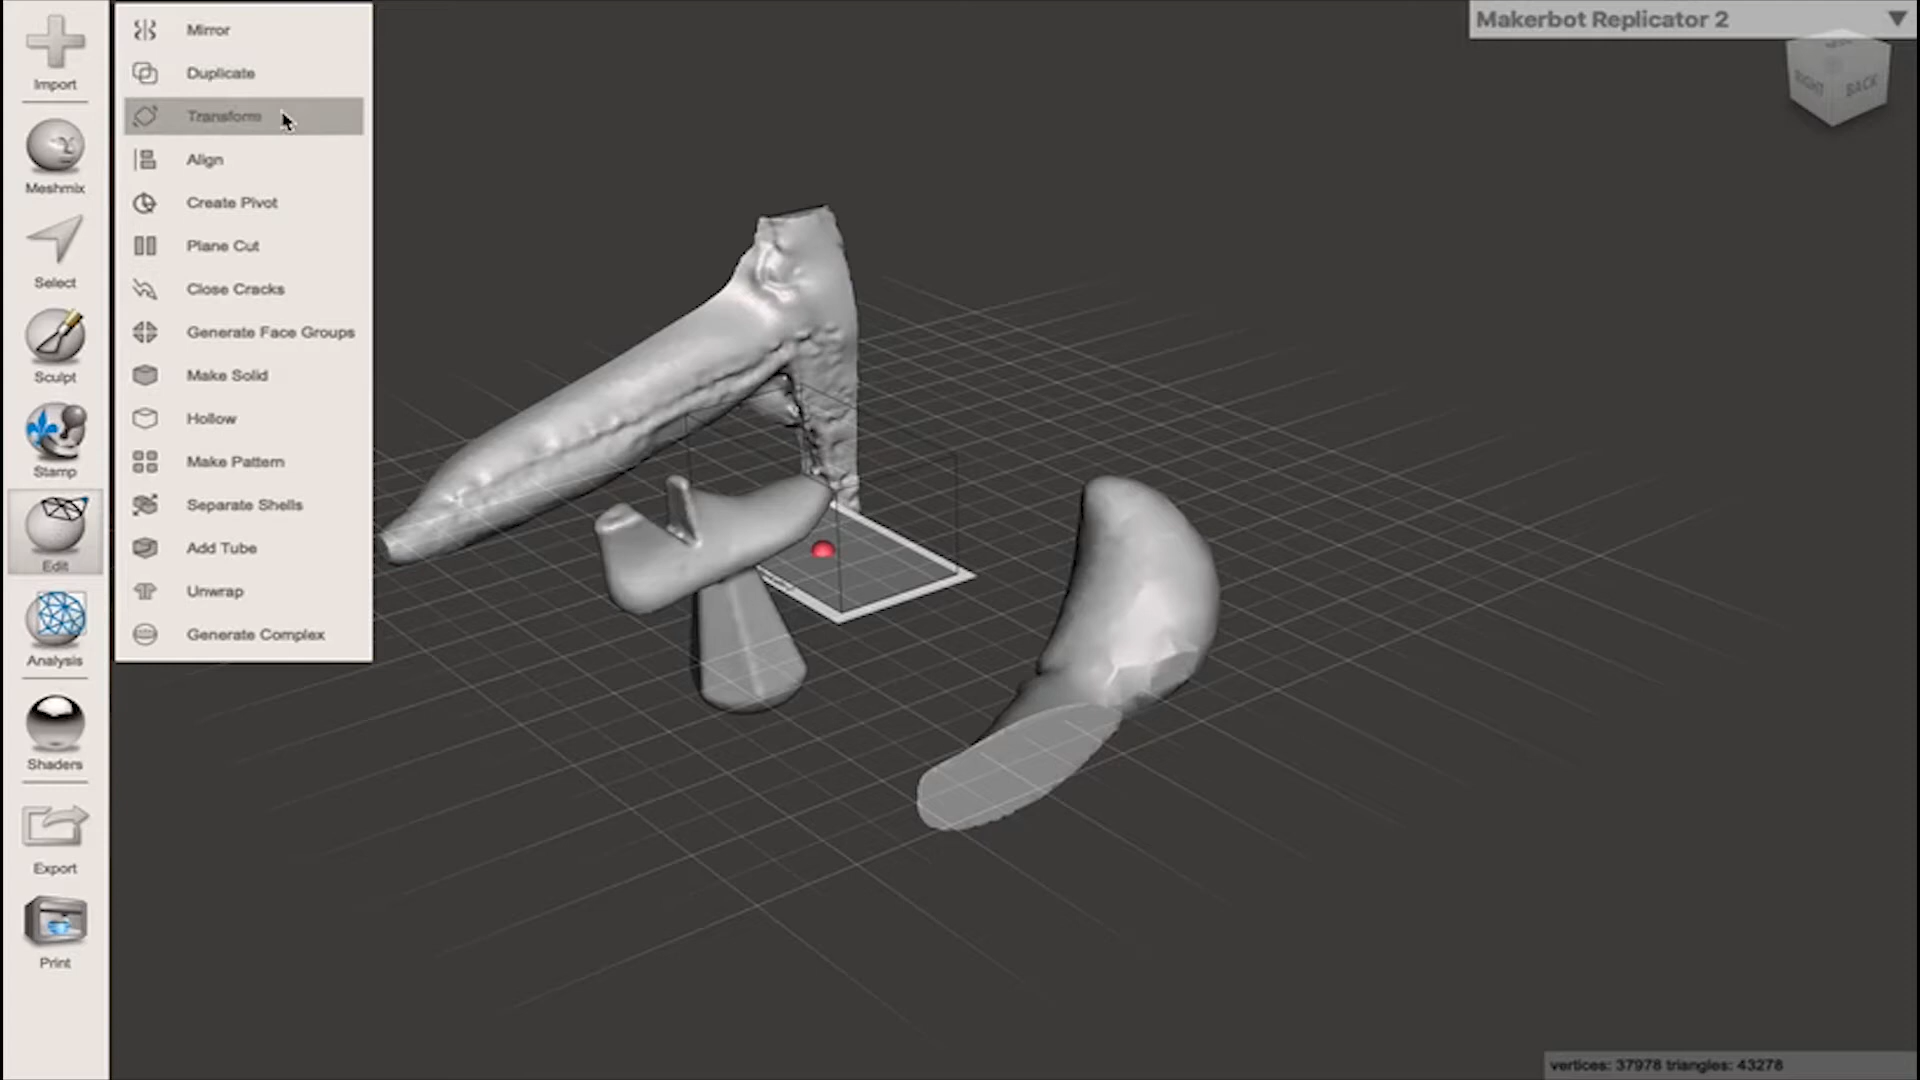 Import
Meshmix
Select
Sculpt
Stamp
Edit
Analysis
Shaders
Export
Print
Mirror
Duplicate
Transform
Align
Create Pivot
Plane Cut
Close Cracks
Generate Face Groups
Make Solid
Hollow
Make Pattern
Separate Shells
Add Tube
Unwrap
Generate Complex
Makerbot Replicator 2
RIGHT
BACK
vertices: 37978 triangles: 43278